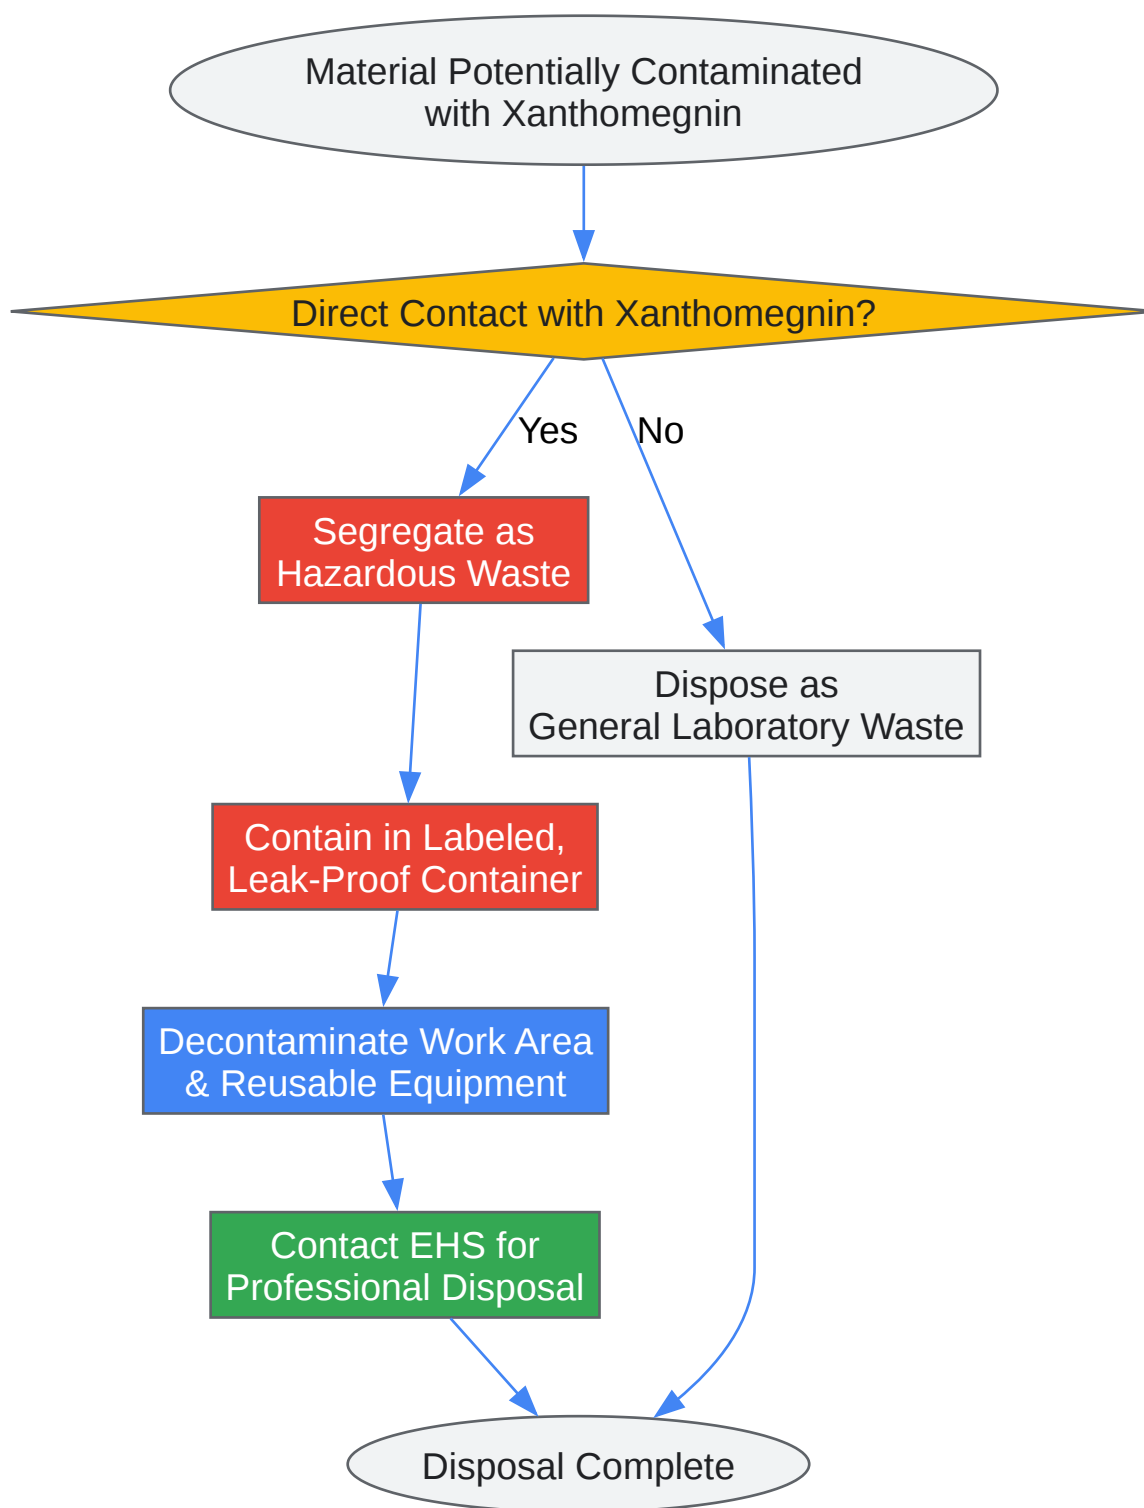 Material Potentially Contaminated
with Xanthomegnin
Direct Contact with Xanthomegnin?
Yes
No
Segregate as
Hazardous Waste
Dispose as
General Laboratory Waste
Contain in Labeled,
Leak-Proof Container
Decontaminate Work Area
& Reusable Equipment
Contact EHS for
Professional Disposal
Disposal Complete